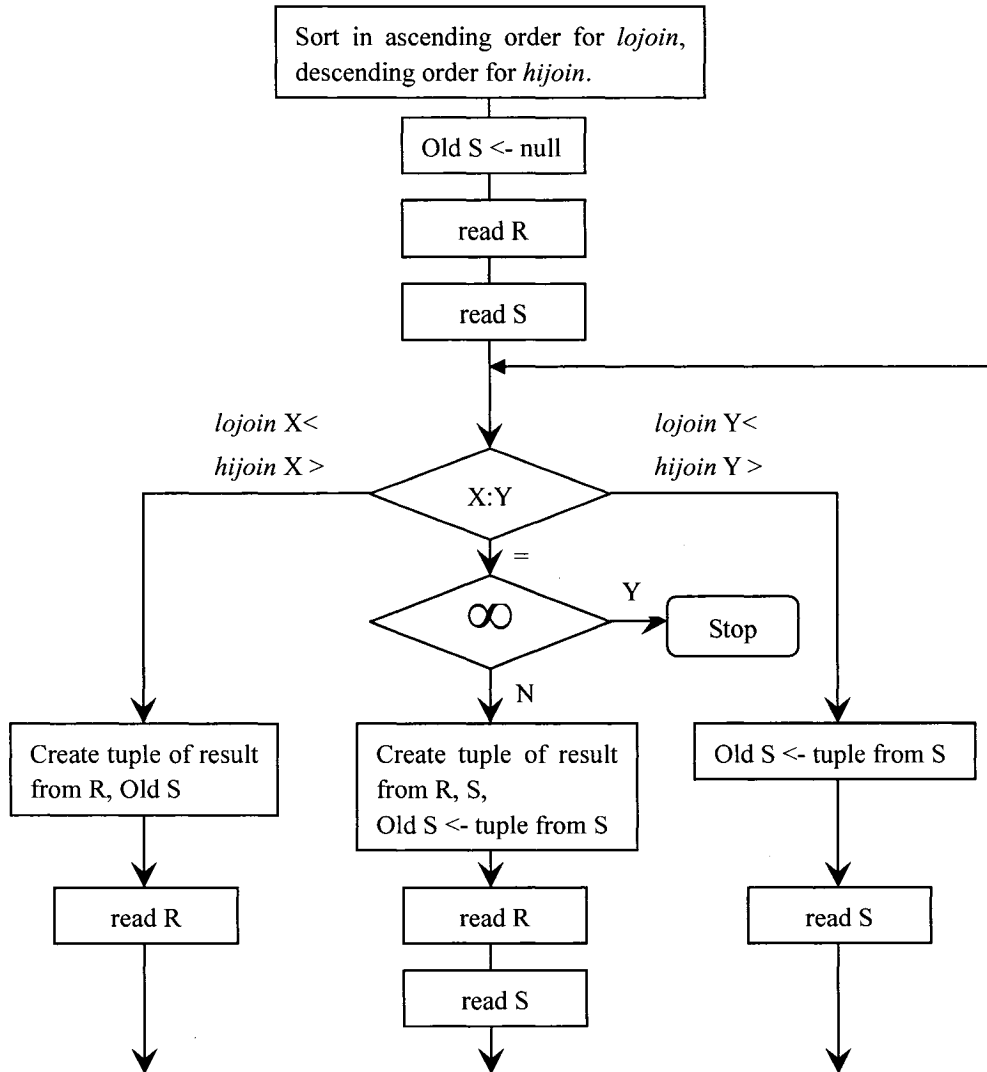 Sort in ascending order for lojoin,
descending order for hijoin.
Old S <- null
read R
read S
lojoin X<
hijoin X >
lojoin Y<
hijoin Y >
X:Y
=
∞
Y
Stop
N
Create tuple of result
from R, Old S
Create tuple of result
from R, S,
Old S <- tuple from S
Old S <- tuple from S
read R
read R
read S
read S